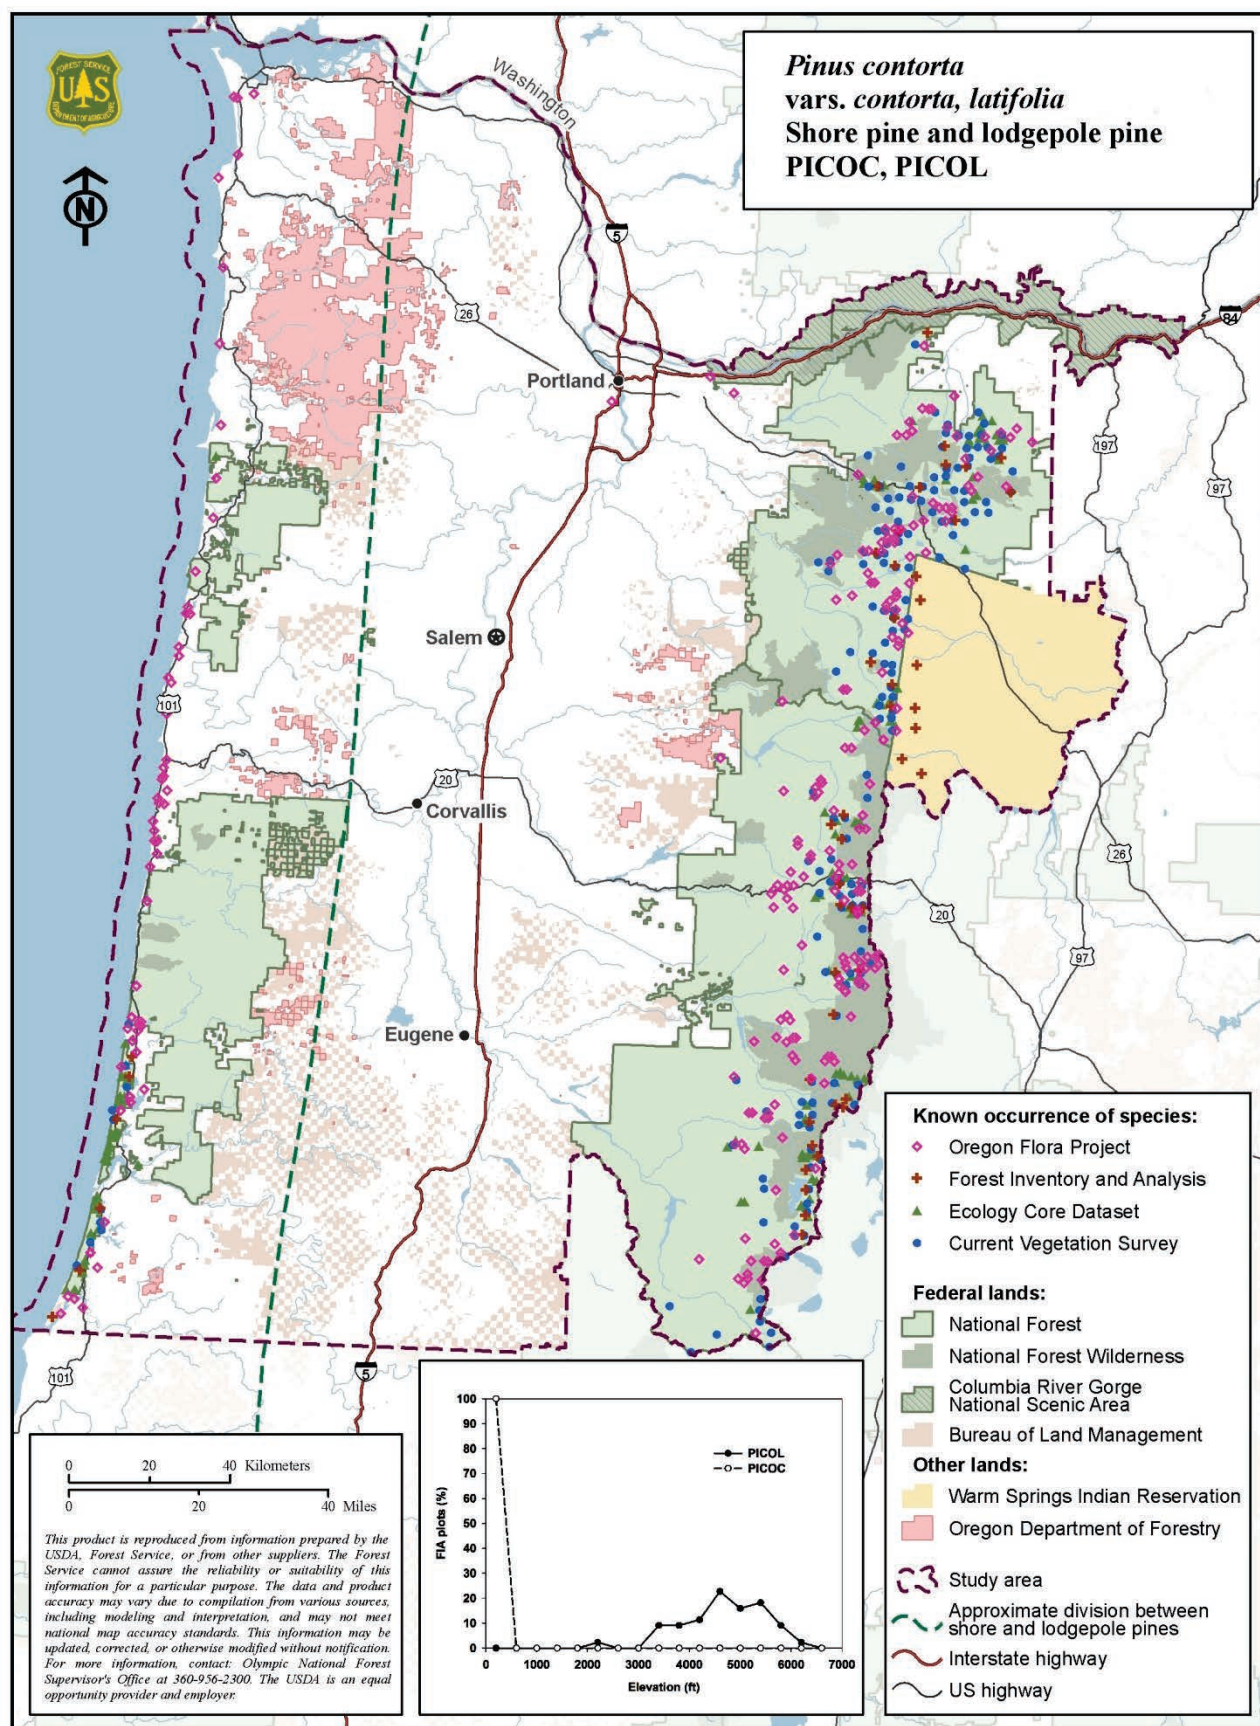 FOREST SERVICE
U S
DEPARTMENT OF AGRICULTURE
N
Pinus contorta
vars. contorta, latifolia
Shore pine and lodgepole pine
PICOC, PICOL
Washington
5
84
26
Portland
197
97
Salem
101
20
Corvallis
26
20
97
Eugene
5
101
Known occurrence of species:
Oregon Flora Project
Forest Inventory and Analysis
Ecology Core Dataset
Current Vegetation Survey
Federal lands:
National Forest
National Forest Wilderness
Columbia River Gorge
National Scenic Area
Bureau of Land Management
Other lands:
Warm Springs Indian Reservation
Oregon Department of Forestry
Study area
Approximate division between
shore and lodgepole pines
Interstate highway
US highway
0 20 40 Kilometers
0 20 40 Miles
This product is reproduced from information prepared by the
USDA, Forest Service, or from other suppliers. The Forest
Service cannot assure the reliability or suitability of this
information for a particular purpose. The data and product
accuracy may vary due to compilation from various sources,
including modeling and interpretation, and may not meet
national map accuracy standards. This information may be
updated, corrected, or otherwise modified without notification.
For more information, contact: Olympic National Forest
Supervisor's Office at 360-956-2300. The USDA is an equal
opportunity provider and employer.
100
90
80
70
60
50
40
30
20
10
0
FIA plots (%)
PICOL
PICOC
0 1000 2000 3000 4000 5000 6000 7000
Elevation (ft)